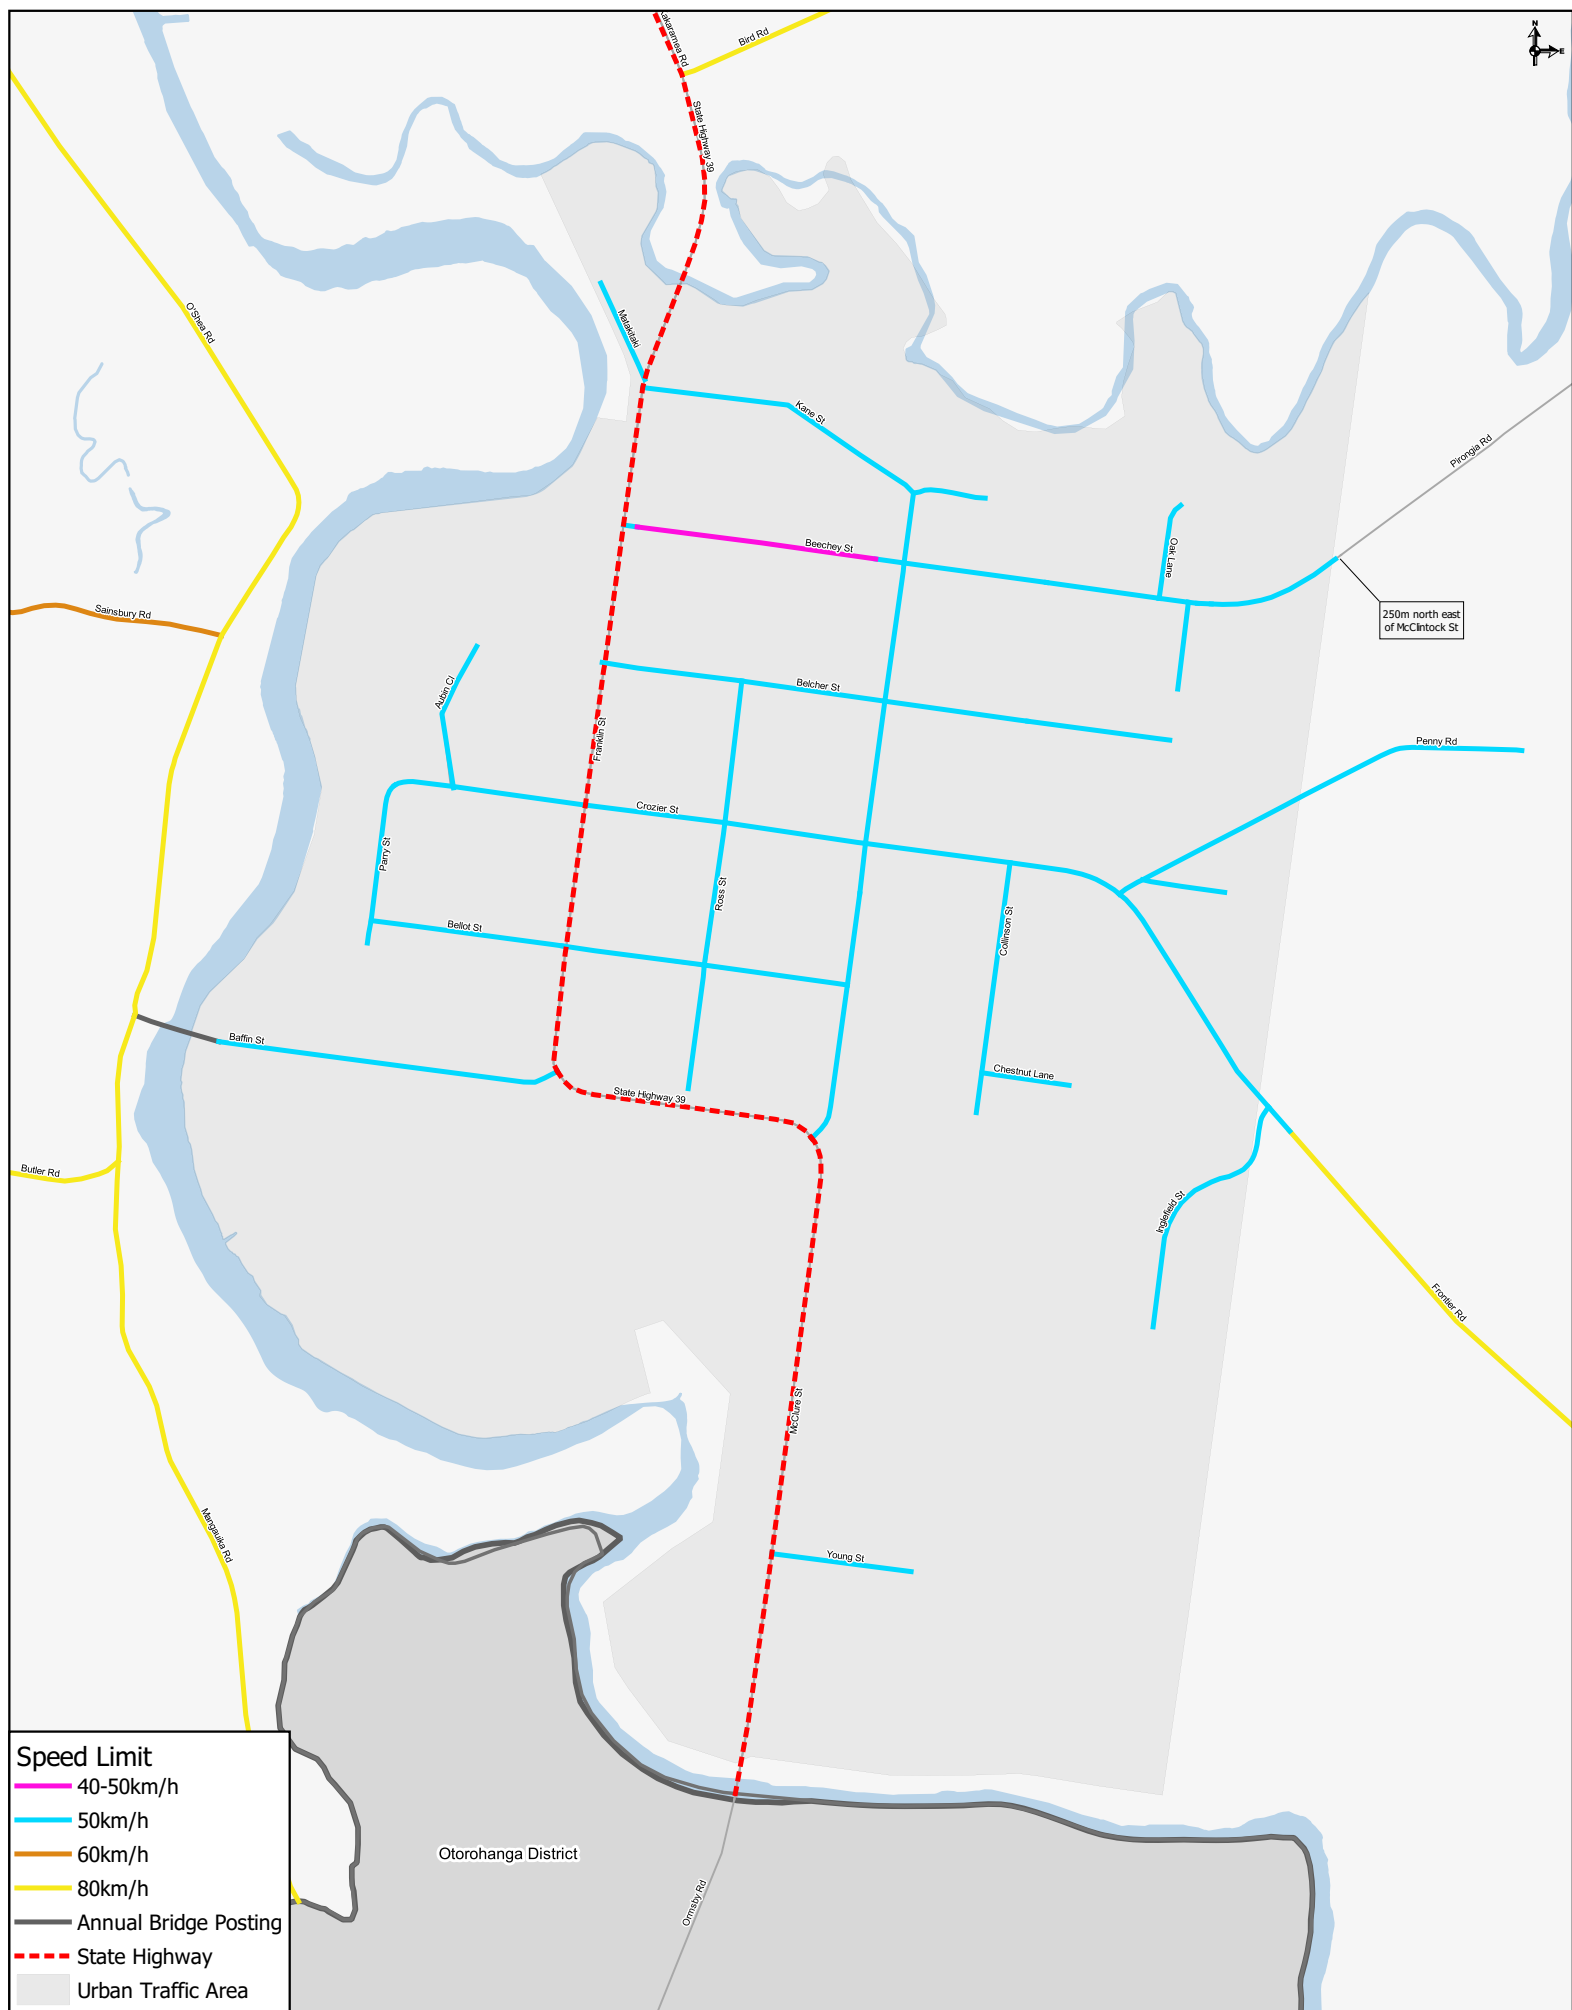 Kakaramea Rd
Bird Rd
N
E
State Highway 39
O'Shea Rd
Matakitaki
Kane St
Pirongia Rd
Beechey St
Oak Lane
250m north east
of McClintock St
Sainsbury Rd
Aubin Cl
Belcher St
Franklin St
Penny Rd
Crozier St
Parry St
Ross St
Collinson St
Bellot St
Baffin St
Chestnut Lane
State Highway 39
Butler Rd
Inglefield St
Frontier Rd
McClure St
Mangauika Rd
Young St
Speed Limit
40-50km/h
50km/h
60km/h
80km/h
Annual Bridge Posting
State Highway
Urban Traffic Area
Otorohanga District
Ormsby Rd